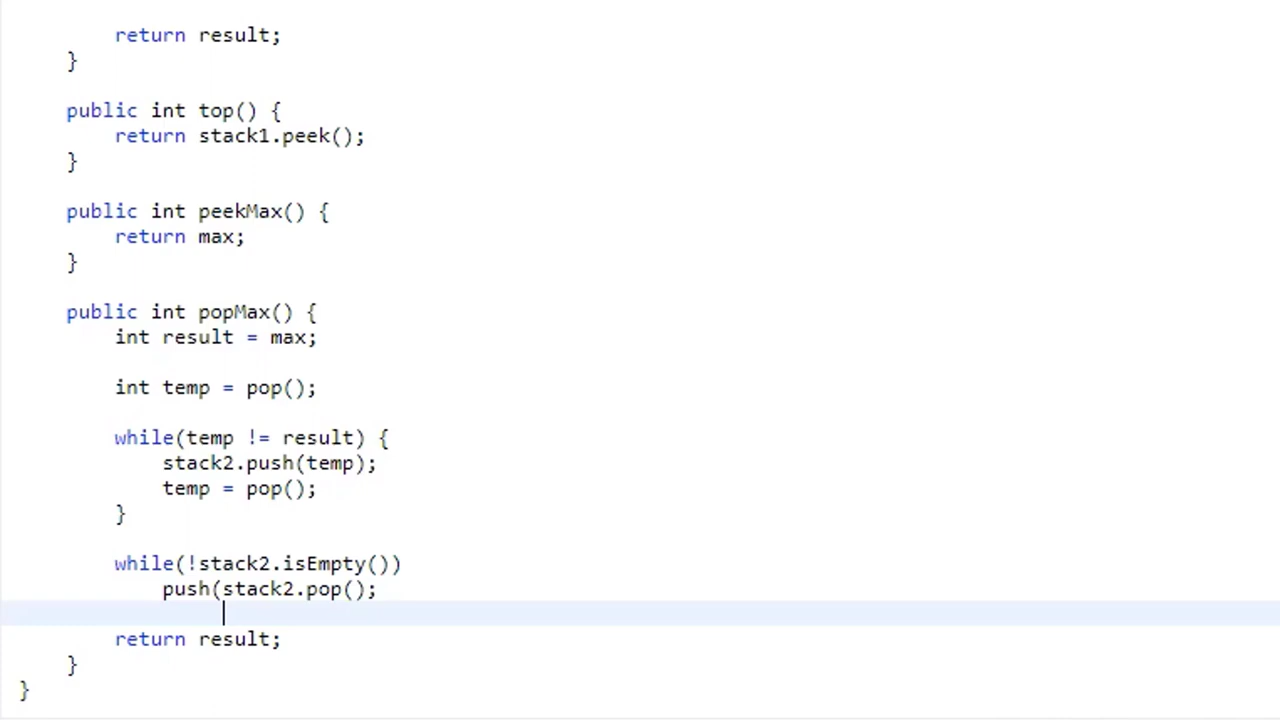 return result;
}
public int top() {
return stack1.peek();
}
public int peekMax() {
return max;
}
public int popMax() {
int result = max;
int temp = pop();
while(temp != result) {
stack2.push(temp);
temp = pop();
}
while(!stack2.isEmpty())
push(stack2.pop();
return result;
}
}